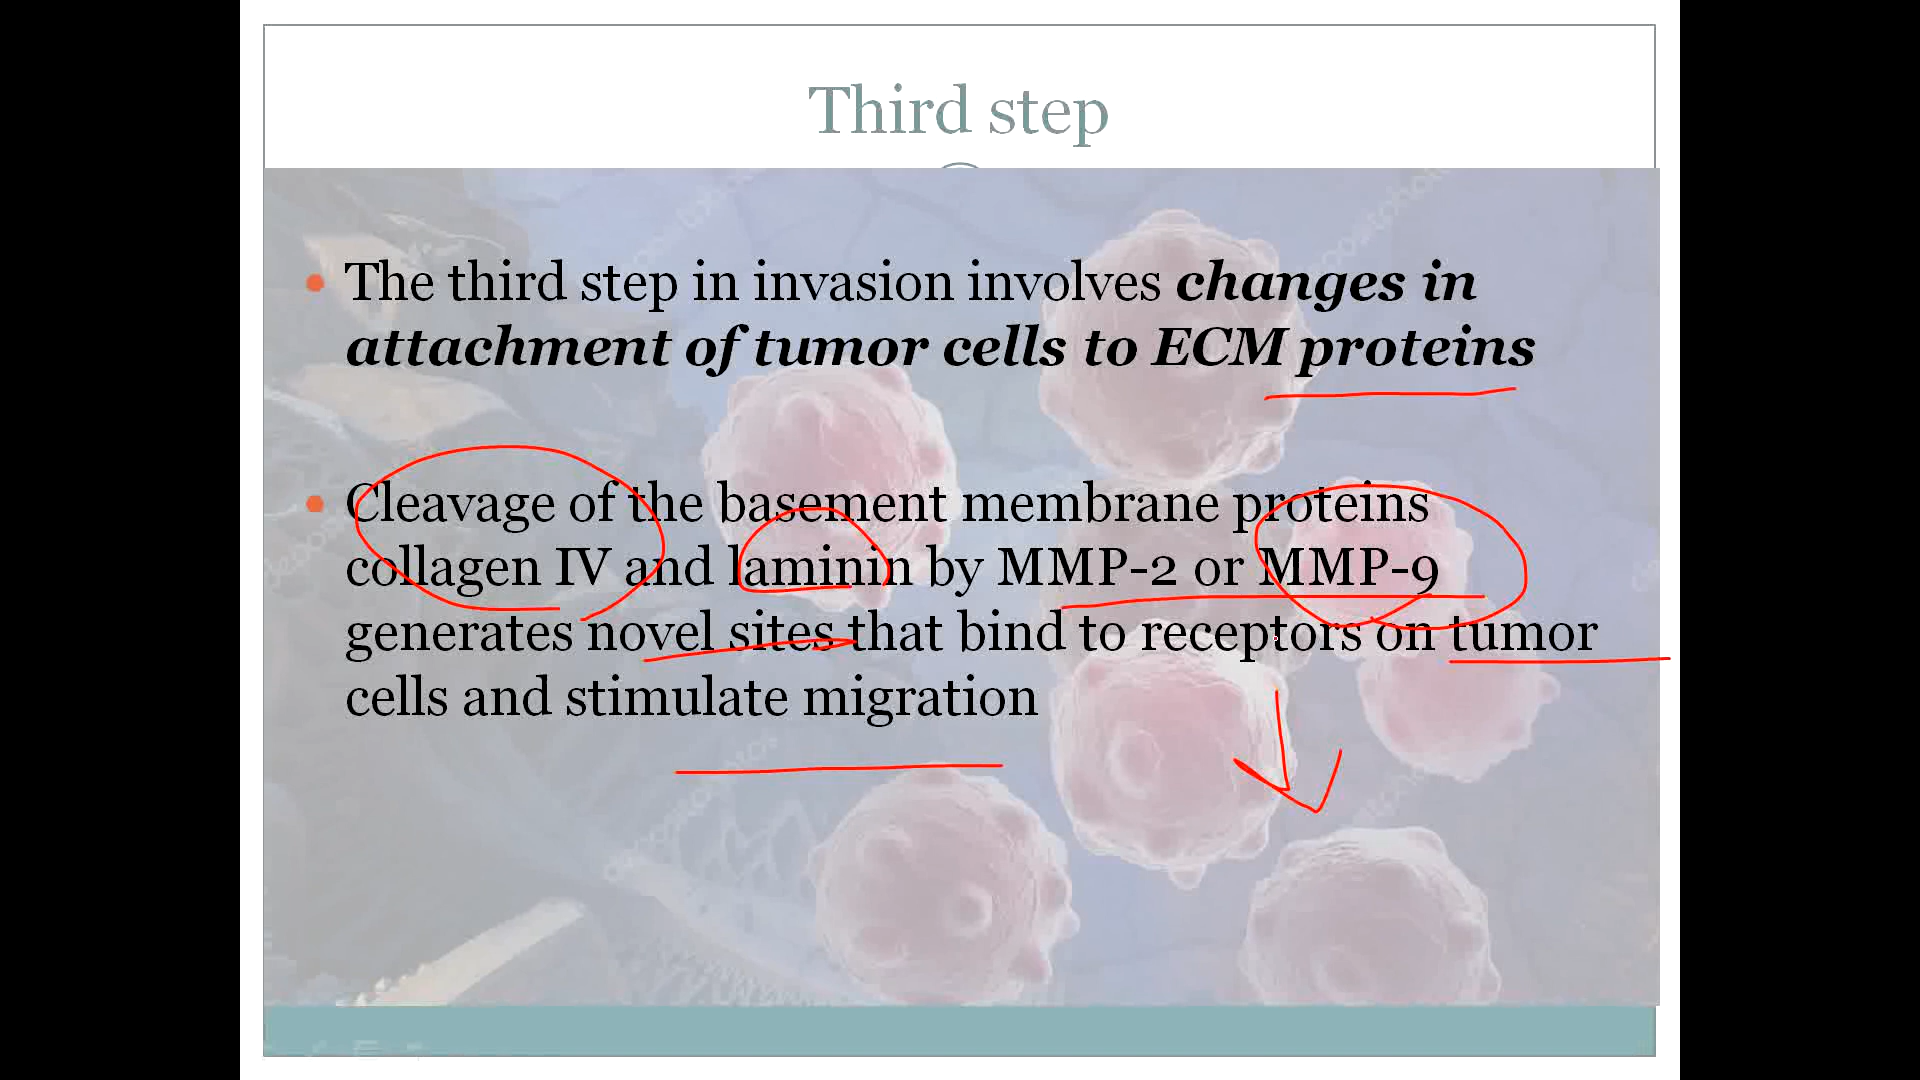 Third step
The third step in invasion involves changes in
attachment of tumor cells to ECM proteins
Cleavage of the basement membrane proteins
collagen IV and laminin by MMP-2 or MMP-9
generates novel sites that bind to receptors on tumor
cells and stimulate migration